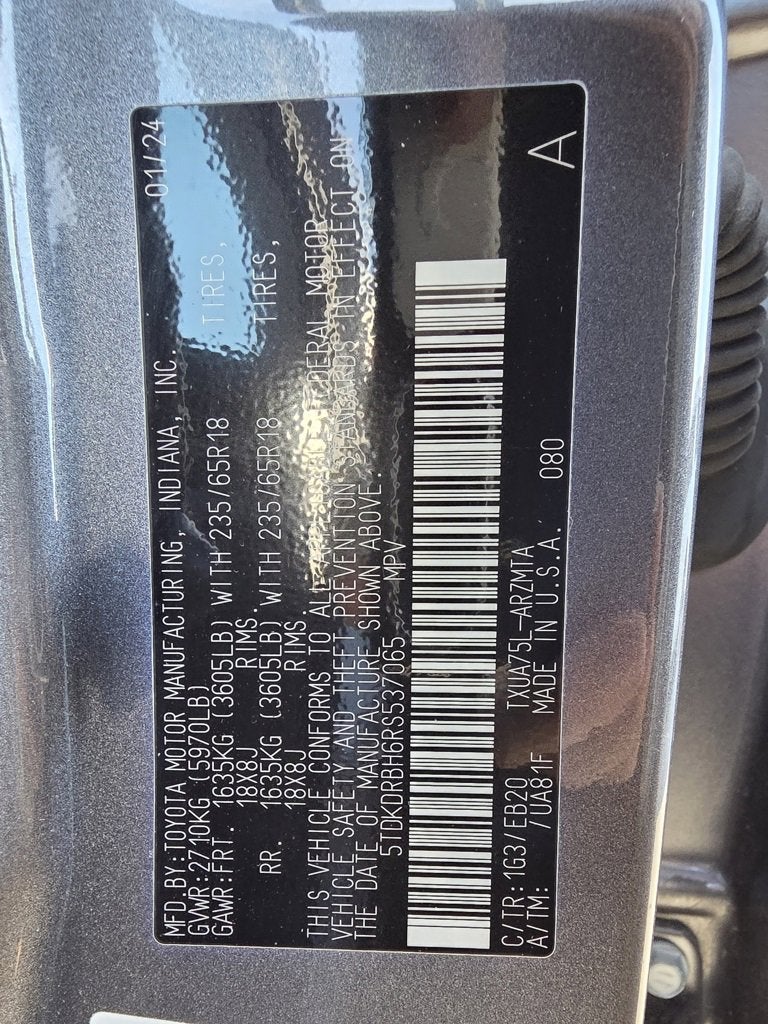 MFD.BY:TOYOTA MOTOR MANUFACTURING, INDIANA, INC. 01/24
GVWR:2710KG (5970LB)
GAWR:FRT. 1635KG (3605LB) WITH 235/65R18 TIRES,
18X8J RIMS.
RR. 1635KG (3605LB) WITH 235/65R18 TIRES,
18X8J RIMS.
THIS VEHICLE CONFORMS TO ALL FEDERAL MOTOR
VEHICLE SAFETY AND THEFT PREVENTION STANDARDS IN EFFECT ON
THE DATE OF MANUFACTURE SHOWN ABOVE.
5TDKDRBH6RS537065 MPV
C/TR:1G3/EB20 TXUA75L-ARZMTA
A/TM: /UA81F MADE IN U.S.A. 080 A